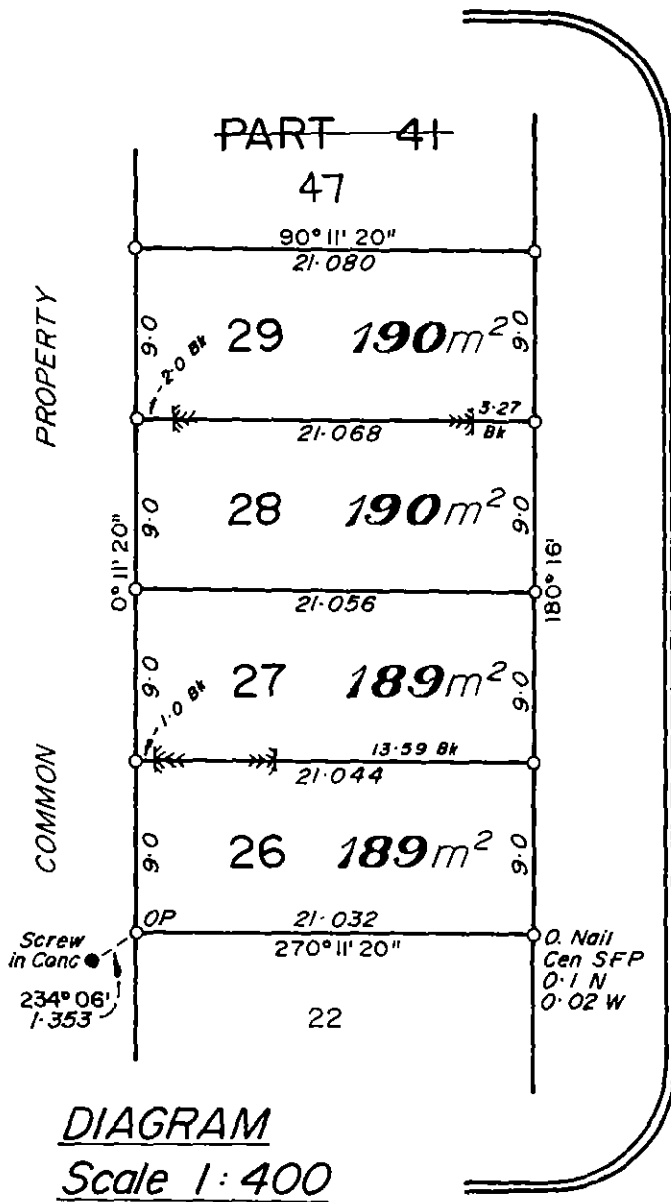 PART 41
47
90° 11' 20"
21·080
PROPERTY
9·0 29 190m² 9·0
2·0 Bk
3·27
Bk
21·068
9·0 28 190m² 9·0
0° 11' 20"
180° 16'
21·056
9·0 27 189m² 9·0
1·0 Bk
13·59 Bk
21·044
COMMON
9·0 26 189m² 9·0
OP
21·032
270° 11' 20"
Screw
in Conc
234° 06'
1·353
O. Nail
Cen SFP
0·1 N
0·02 W
22
DIAGRAM
Scale 1 : 400